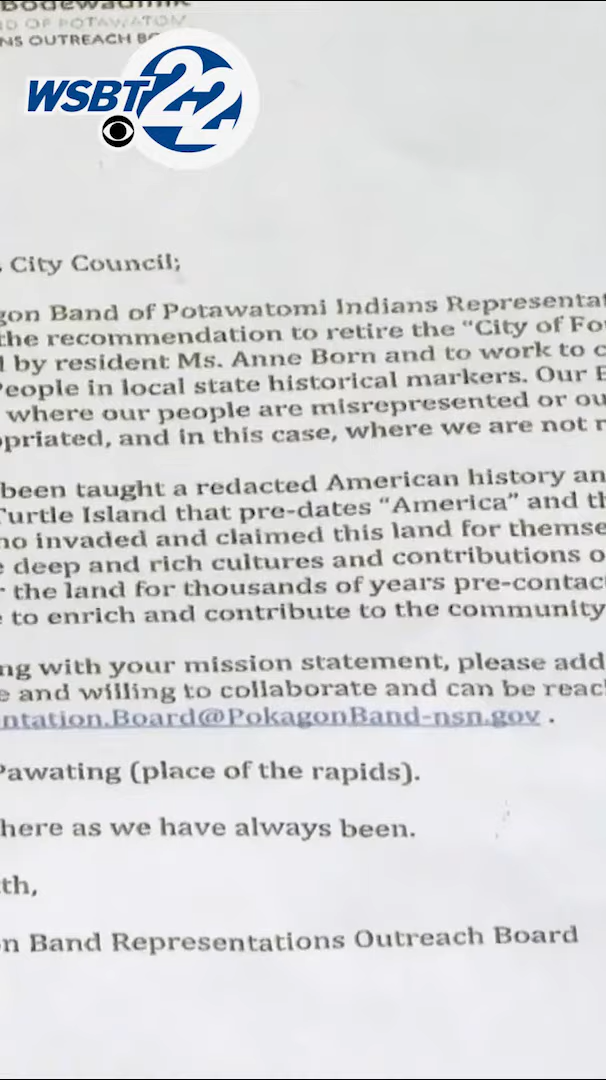 Bodéwadmik
ND OF POTAWATOM
NS OUTREACH BO
WSBT 22
City Council;
gon Band of Potawatomi Indians Representat
the recommendation to retire the “City of Fo
l by resident Ms. Anne Born and to work to c
People in local state historical markers. Our B
where our people are misrepresented or ou
opriated, and in this case, where we are not r
been taught a redacted American history an
Turtle Island that pre-dates “America” and th
ho invaded and claimed this land for themse
e deep and rich cultures and contributions o
r the land for thousands of years pre-contac
e to enrich and contribute to the community
ng with your mission statement, please add
e and willing to collaborate and can be reac
entation.Board@PokagonBand-nsn.gov .
Pawating (place of the rapids).
here as we have always been.
th,
on Band Representations Outreach Board